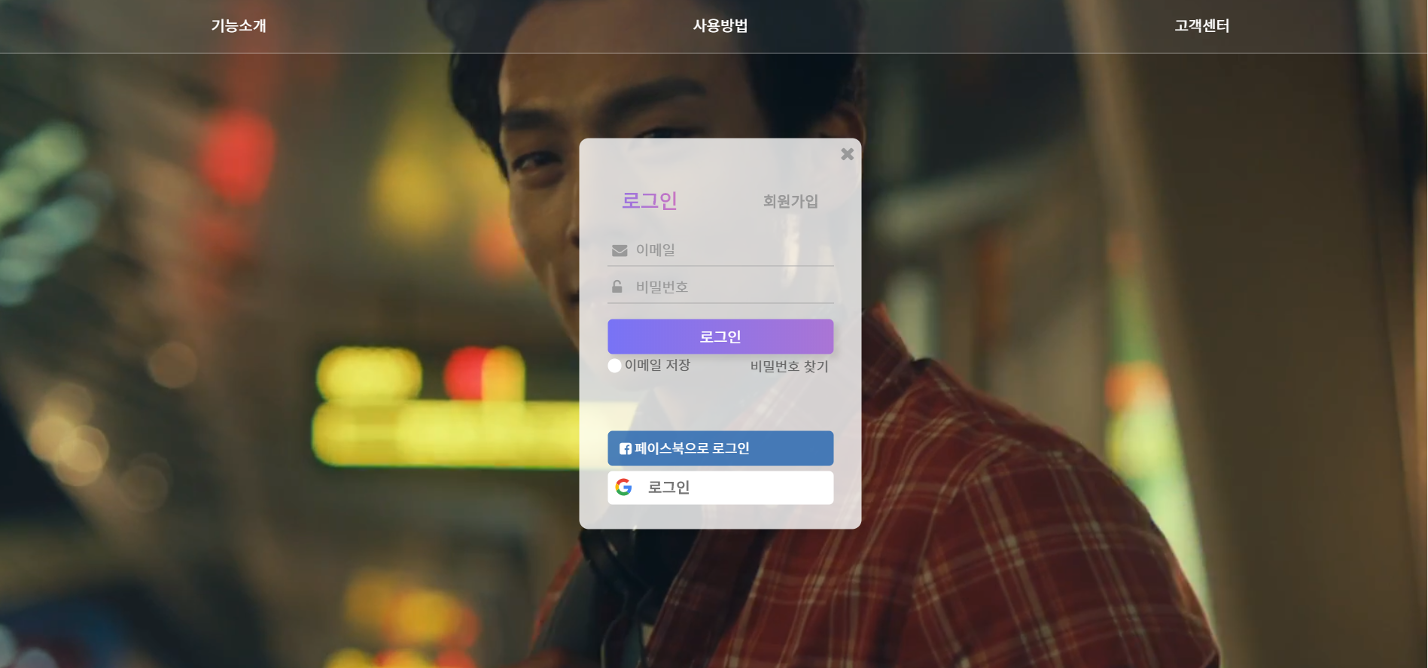 기능소개 사용방법 고객센터
로그인 회원가입
이메일
비밀번호
로그인
이메일 저장 비밀번호 찾기
페이스북으로 로그인
로그인